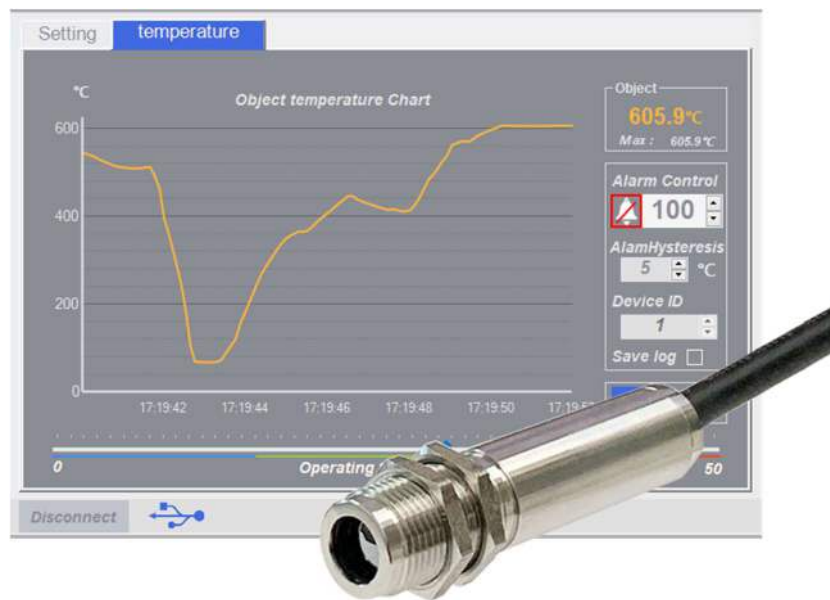 Setting
temperature
°C
Object temperature Chart
600
400
200
0
17:19:42 17:19:44 17:19:46 17:19:48 17:19:50
Object
605.9°C
Max : 605.9°C
Alarm Control
100
AlamHysteresis
5 °C
Device ID
1
Save log
0 Operating 50
Disconnect